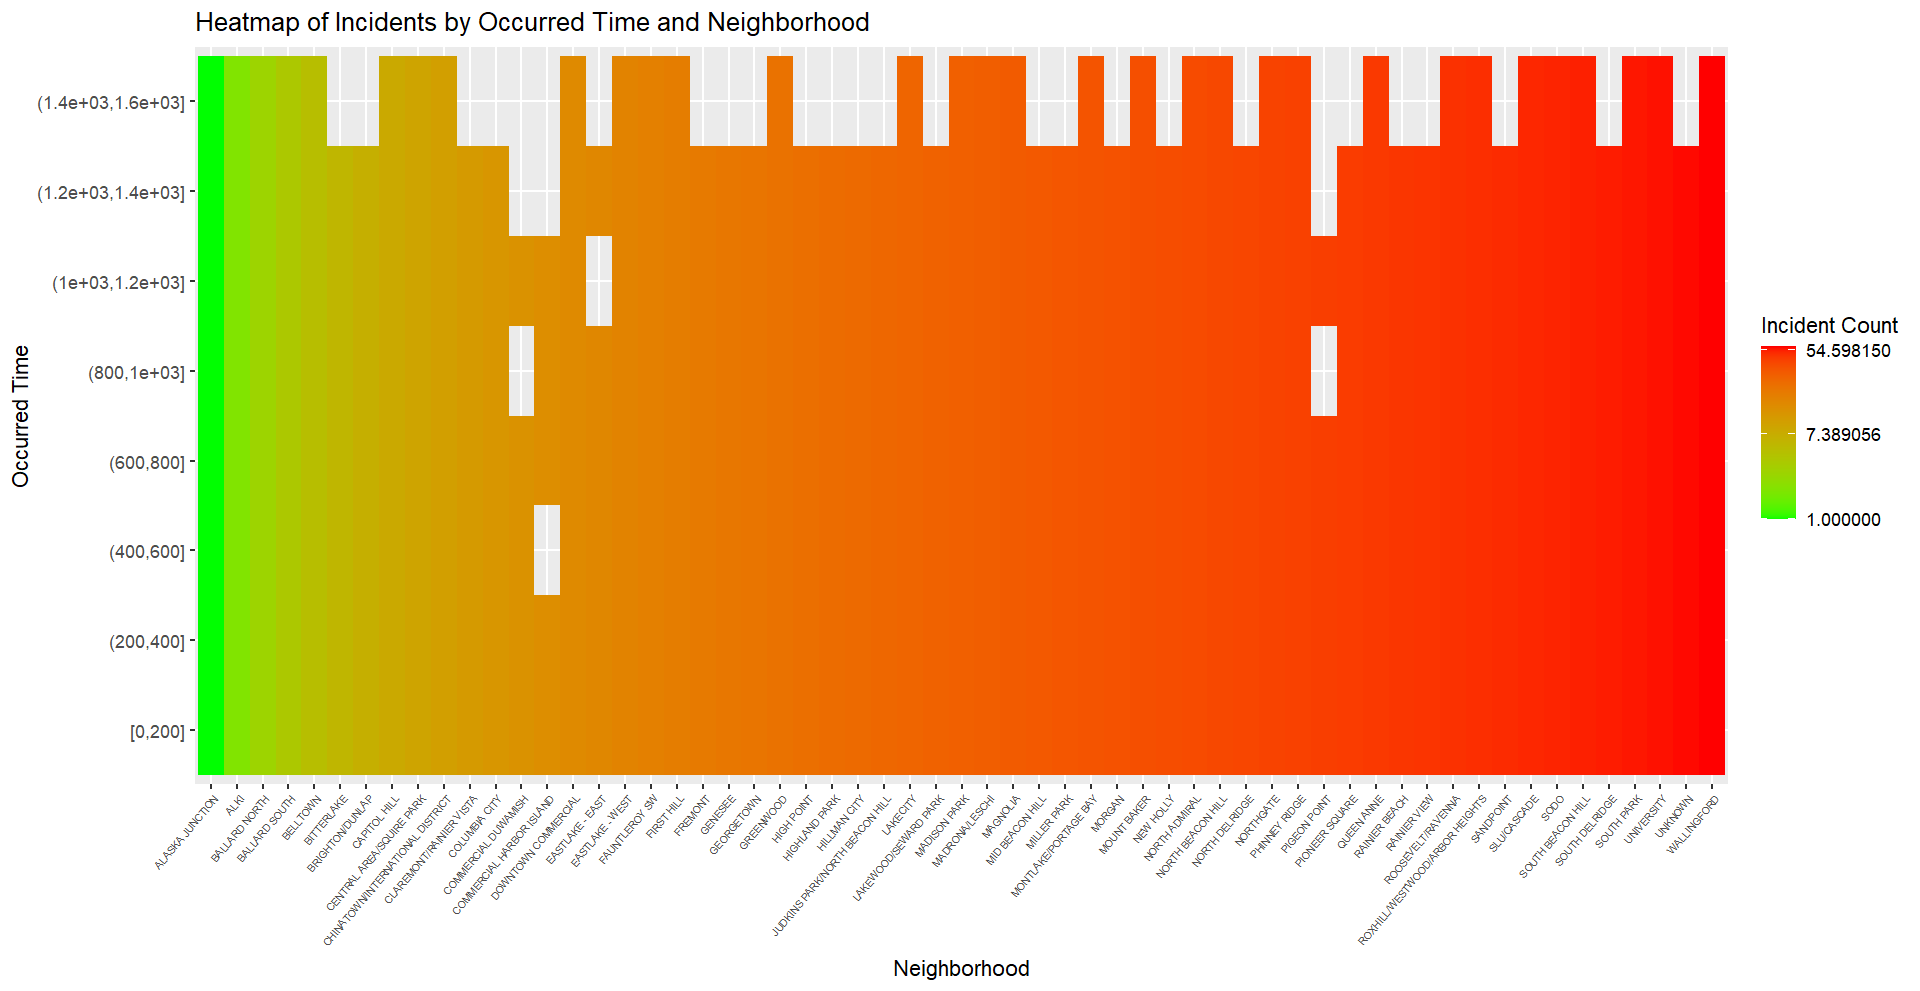 Heatmap of Incidents by Occurred Time and Neighborhood
Occurred Time
(1.4e+03,1.6e+03]
(1.2e+03,1.4e+03]
(1e+03,1.2e+03]
(800,1e+03]
(600,800]
(400,600]
(200,400]
[0,200]
Incident Count
54.598150
7.389056
1.000000
ALASKA JUNCTION
ALKI
BALLARD NORTH
BALLARD SOUTH
BELLTOWN
BITTERLAKE
BRIGHTON/DUNLAP
CAPITOL HILL
CENTRAL AREA/SQUIRE PARK
CHINATOWN/INTERNATIONAL DISTRICT
CLAREMONT/RAINIER VISTA
COLUMBIA CITY
COMMERCIAL DUWAMISH
COMMERCIAL HARBOR ISLAND
DOWNTOWN COMMERCIAL
EASTLAKE - EAST
EASTLAKE - WEST
FAUNTLEROY SW
FIRST HILL
FREMONT
GENESEE
GEORGETOWN
GREENWOOD
HIGH POINT
HIGHLAND PARK
HILLMAN CITY
JUDKINS PARK/NORTH BEACON HILL
LAKECITY
LAKEWOOD/SEWARD PARK
MADISON PARK
MADRONA/LESCHI
MAGNOLIA
MID BEACON HILL
MILLER PARK
MONTLAKE/PORTAGE BAY
MORGAN
MOUNT BAKER
NEW HOLLY
NORTH ADMIRAL
NORTH BEACON HILL
NORTH DELRIDGE
NORTHGATE
PHINNEY RIDGE
PIGEON POINT
PIONEER SQUARE
QUEEN ANNE
RAINIER BEACH
RAINIER VIEW
ROOSEVELT/RAVENNA
ROXHILL/WESTWOOD/ARBOR HEIGHTS
SANDPOINT
SLU/CASCADE
SODO
SOUTH BEACON HILL
SOUTH DELRIDGE
SOUTH PARK
UNIVERSITY
UNKNOWN
WALLINGFORD
Neighborhood